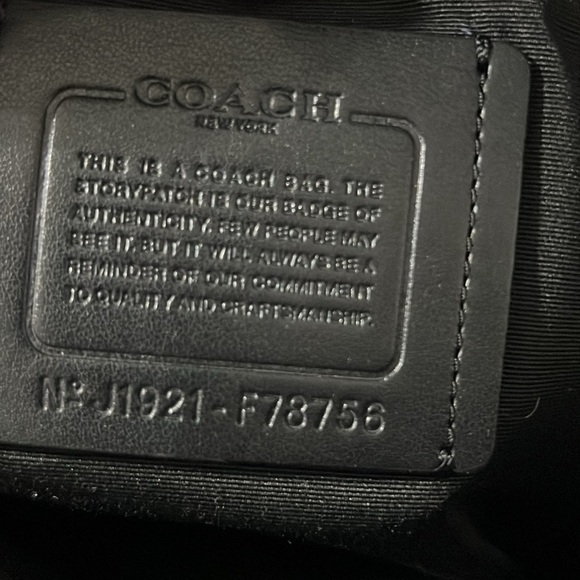 COACH
NEW YORK
THIS IS A COACH BAG. THE
STORYPATCH IS OUR BADGE OF
AUTHENTICITY. FEW PEOPLE MAY
SEE IT, BUT IT WILL ALWAYS BE A
REMINDER OF OUR COMMITMENT
TO QUALITY AND CRAFTSMANSHIP.
Nº J1921-F78756